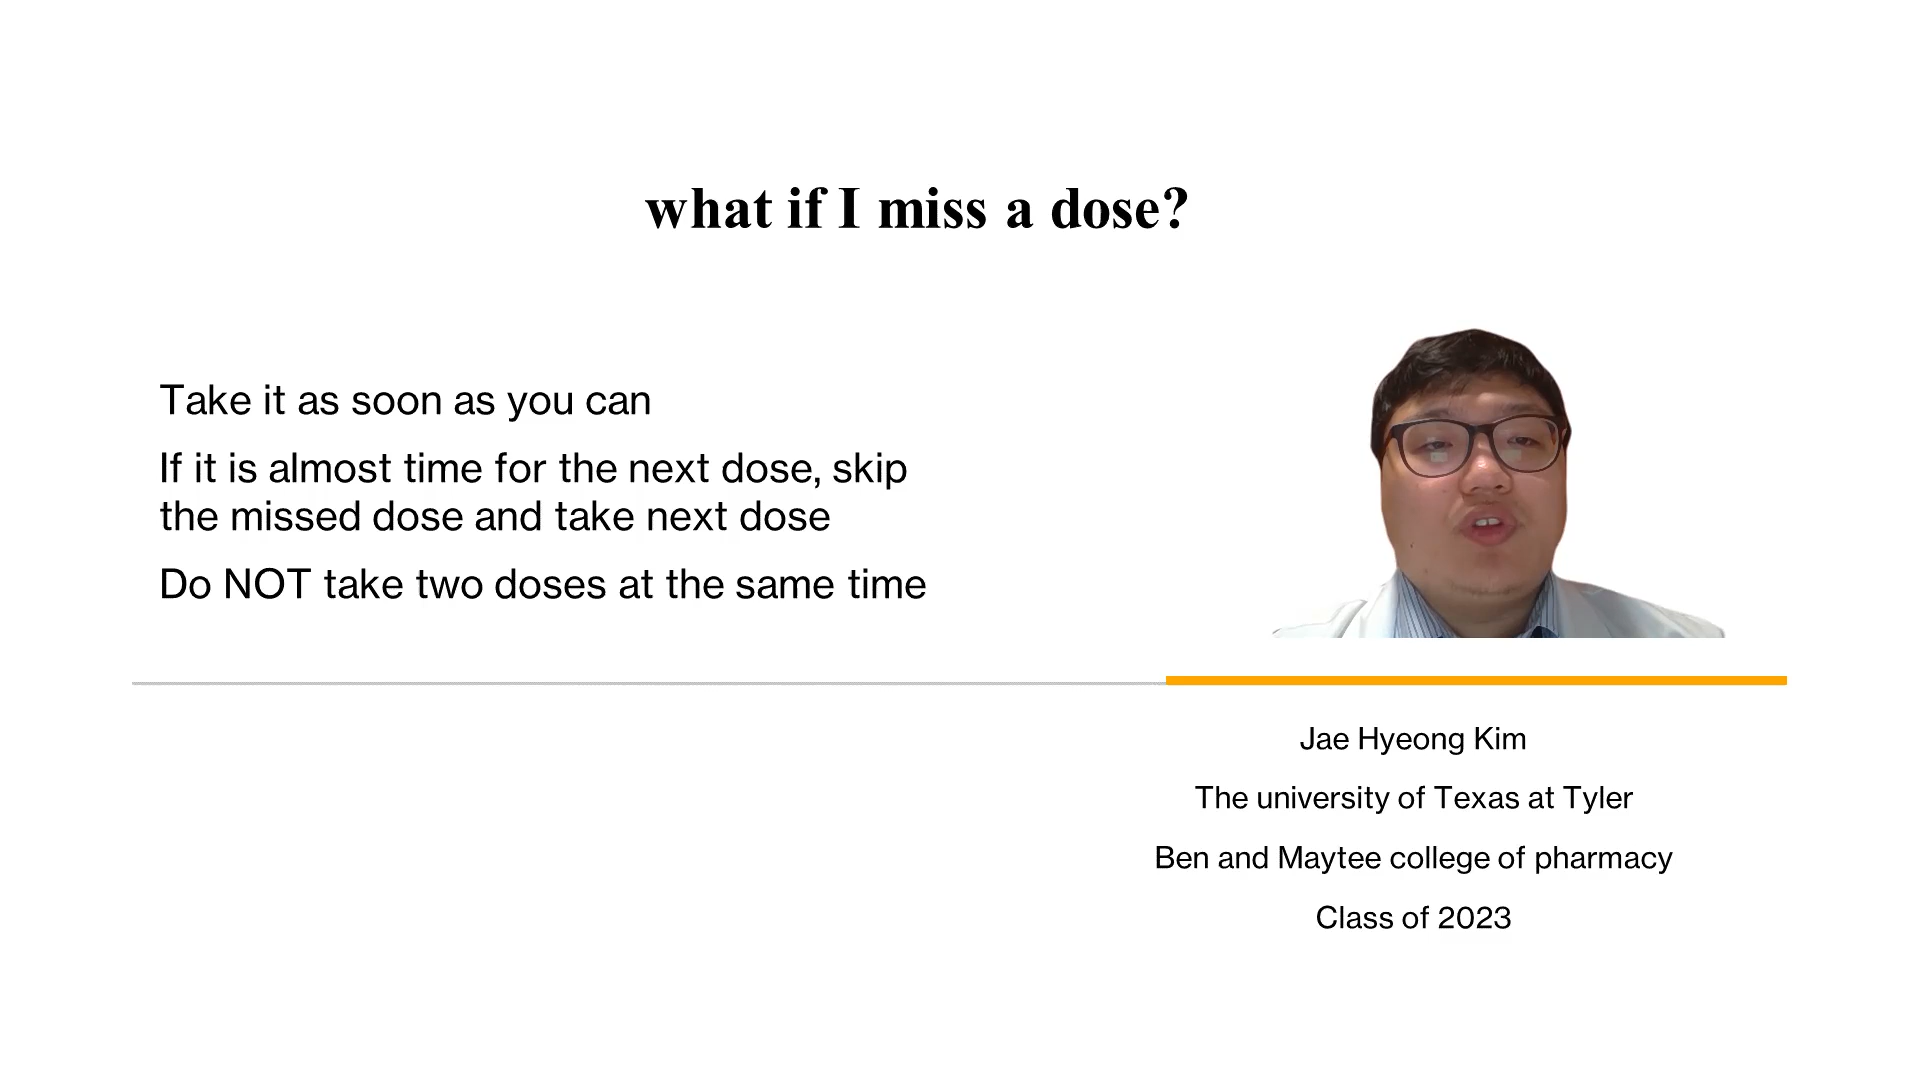 what if I miss a dose?
Take it as soon as you can
If it is almost time for the next dose, skip
the missed dose and take next dose
Do NOT take two doses at the same time
Jae Hyeong Kim
The university of Texas at Tyler
Ben and Maytee college of pharmacy
Class of 2023